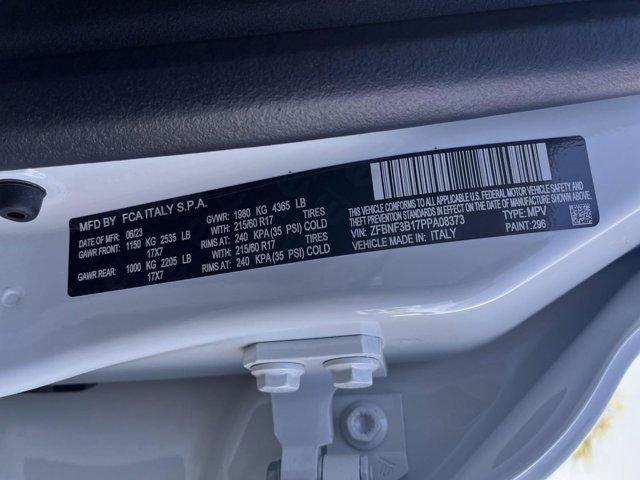 MFD BY FCA ITALY S.P.A.
DATE OF MFD: 06/23 GVWR: 1980 KG 4365 LB
GAWR FRONT: 1150 KG 2535 LB WITH: 215/60 R17 TIRES
17X7 RIMS AT: 240 KPA(35 PSI) COLD
GAWR REAR: 1000 KG 2205 LB WITH: 215/60 R17 TIRES
17X7 RIMS AT: 240 KPA(35 PSI) COLD
THIS VEHICLE CONFORMS TO ALL APPLICABLE U.S. FEDERAL MOTOR VEHICLE SAFETY
STANDARDS IN EFFECT ON THE DATE OF MANUFACTURE SHOWN ABOVE.
VIN: ZFBNF3B17PPA08373 TYPE: MPV
VEHICLE MADE IN: ITALY PAINT: 296